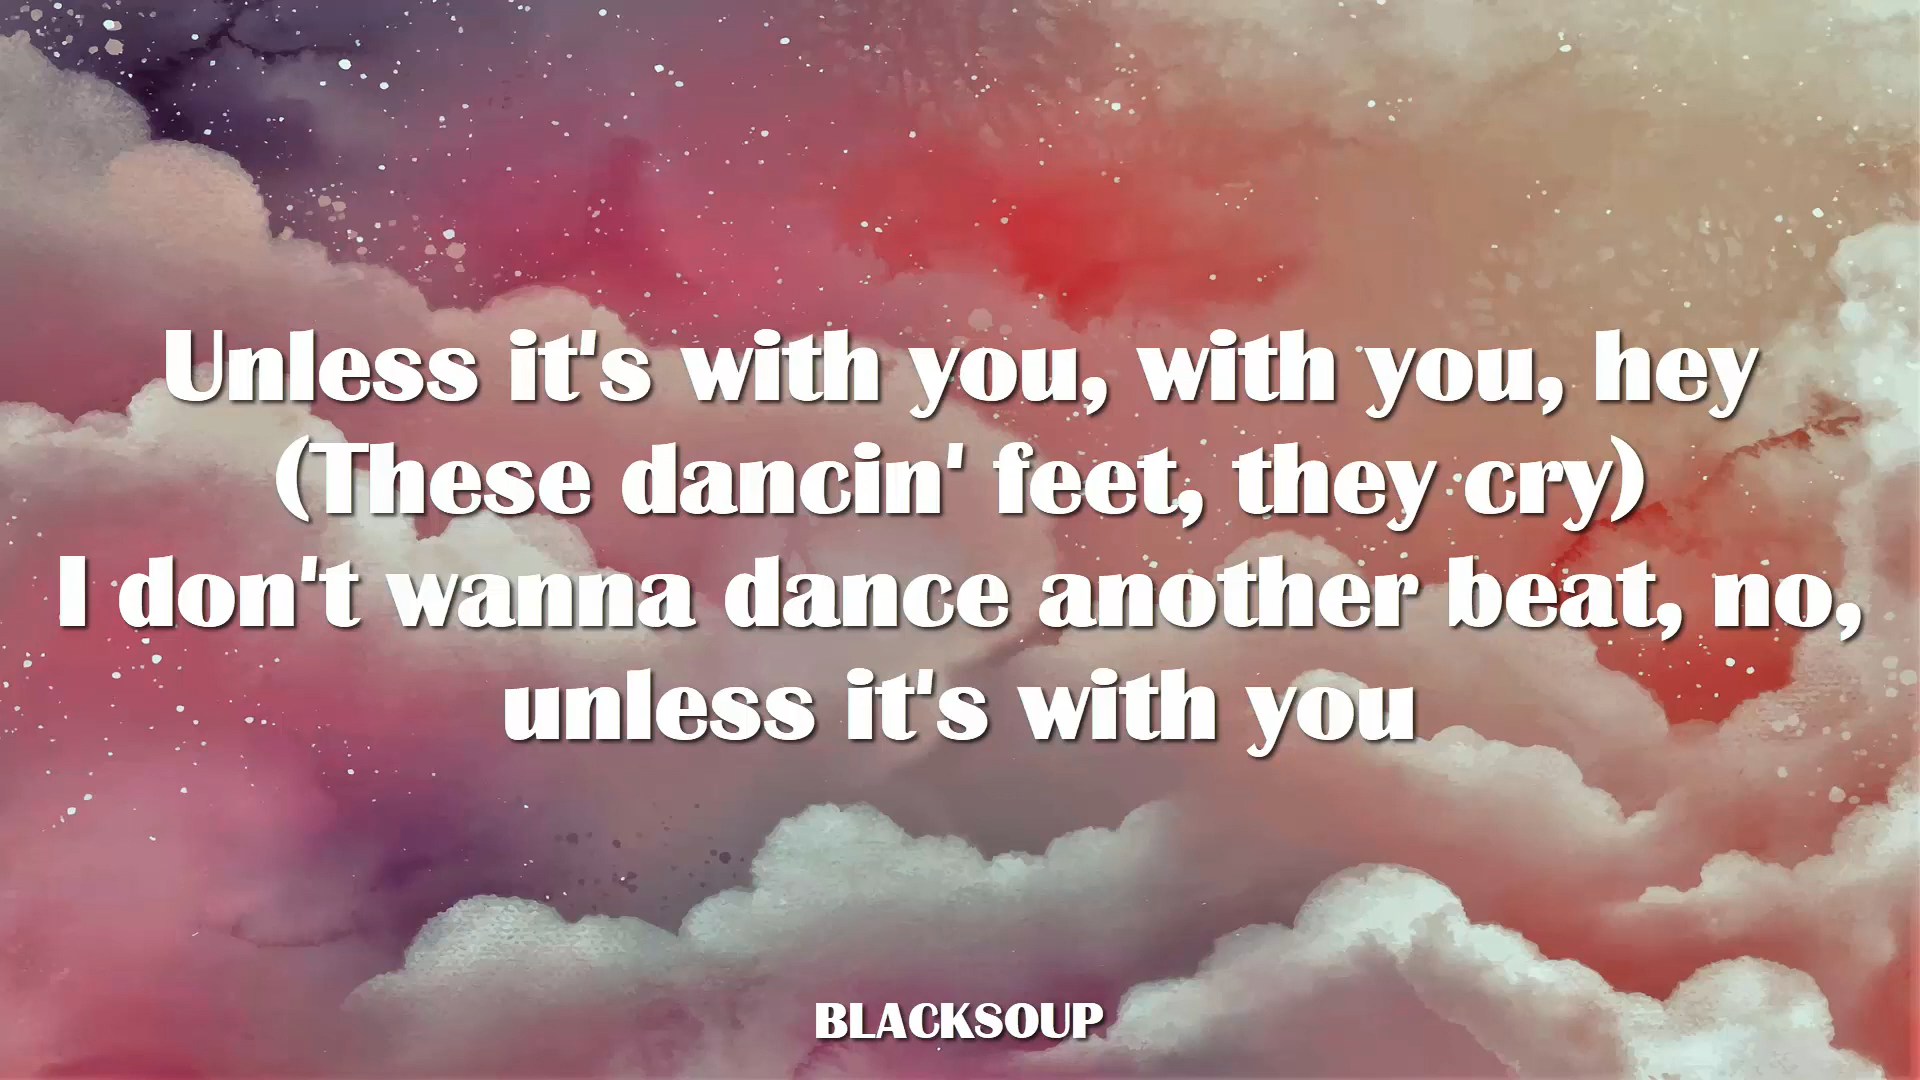 Unless it's with you, with you, hey
(These dancin' feet, they cry)
I don't wanna dance another beat, no,
unless it's with you
BLACKSOUP